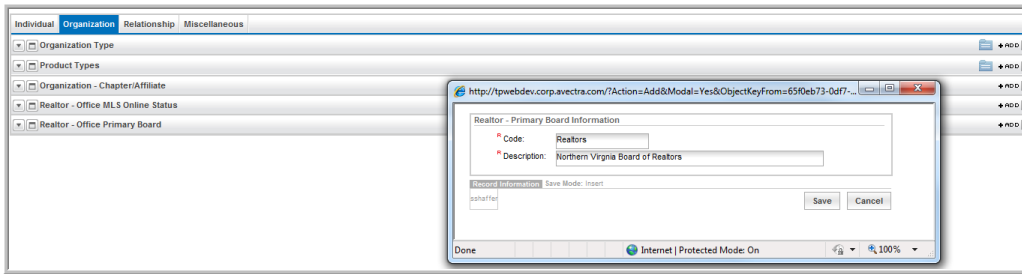 Individual Organization Relationship Miscellaneous
Organization Type +ADD
Product Types +ADD
Organization - Chapter/Affiliate +ADD
Realtor - Office MLS Online Status +ADD
Realtor - Office Primary Board +ADD
http://tpwebdev.corp.avectra.com/?Action=Add&Modal=Yes&ObjectKeyFrom=65f0eb73-0df7-...
Realtor - Primary Board Information
R Code: Realtors
R Description: Northern Virgnia Board of Realtors
Record Information Save Mode: Insert
sshaffer
Save Cancel
Done Internet | Protected Mode: On 100%